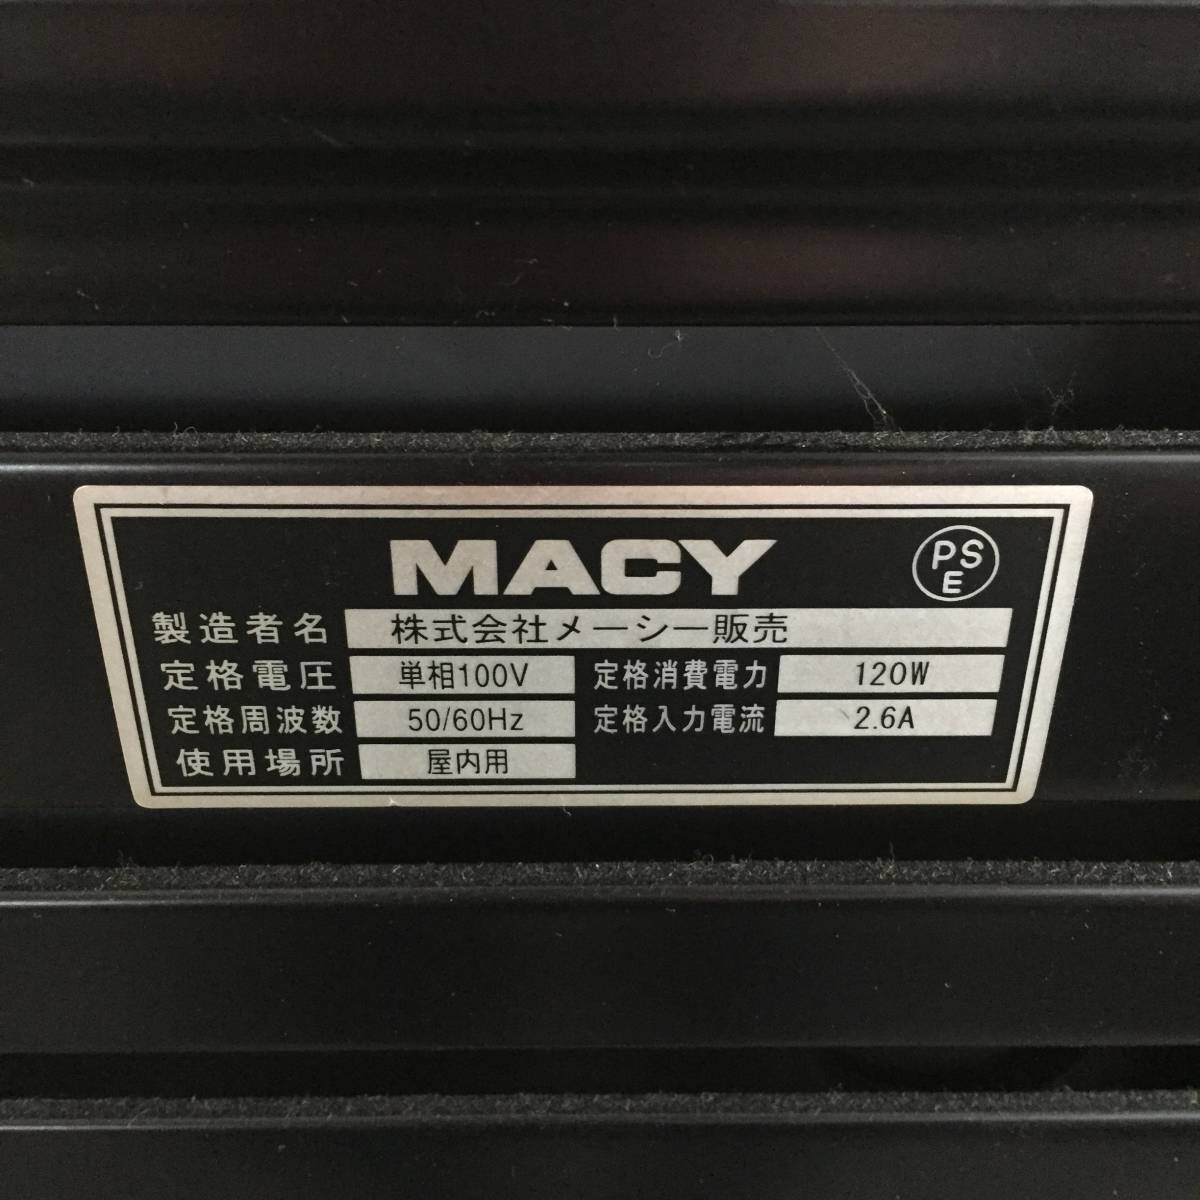 MACY
PS
E
製造者名 株式会社メーシー販売
定格電圧 単相100V 定格消費電力 120W
定格周波数 50/60Hz 定格入力電流 2.6A
使用場所 屋内用